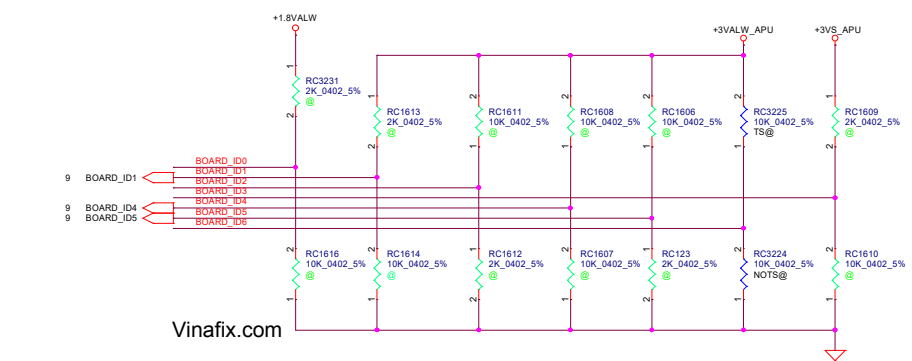 +1.8VALW
+3VALW_APU
+3VS_APU
1
RC3231
2K_0402_5%
@
2
1
RC1613
2K_0402_5%
@
2
2
RC1611
10K_0402_5%
@
1
2
RC1608
10K_0402_5%
@
1
2
RC1606
10K_0402_5%
@
1
2
RC3225
10K_0402_5%
TS@
1
1
RC1609
2K_0402_5%
@
2
BOARD_ID0
9 BOARD_ID1
BOARD_ID1
BOARD_ID2
BOARD_ID3
9 BOARD_ID4
BOARD_ID4
9 BOARD_ID5
BOARD_ID5
BOARD_ID6
2
RC1616
10K_0402_5%
@
1
2
RC1614
10K_0402_5%
@
1
1
RC1612
2K_0402_5%
@
2
2
RC1607
10K_0402_5%
@
1
1
RC123
2K_0402_5%
@
2
2
RC3224
10K_0402_5%
NOTS@
1
2
RC1610
10K_0402_5%
@
1
Vinafix.com